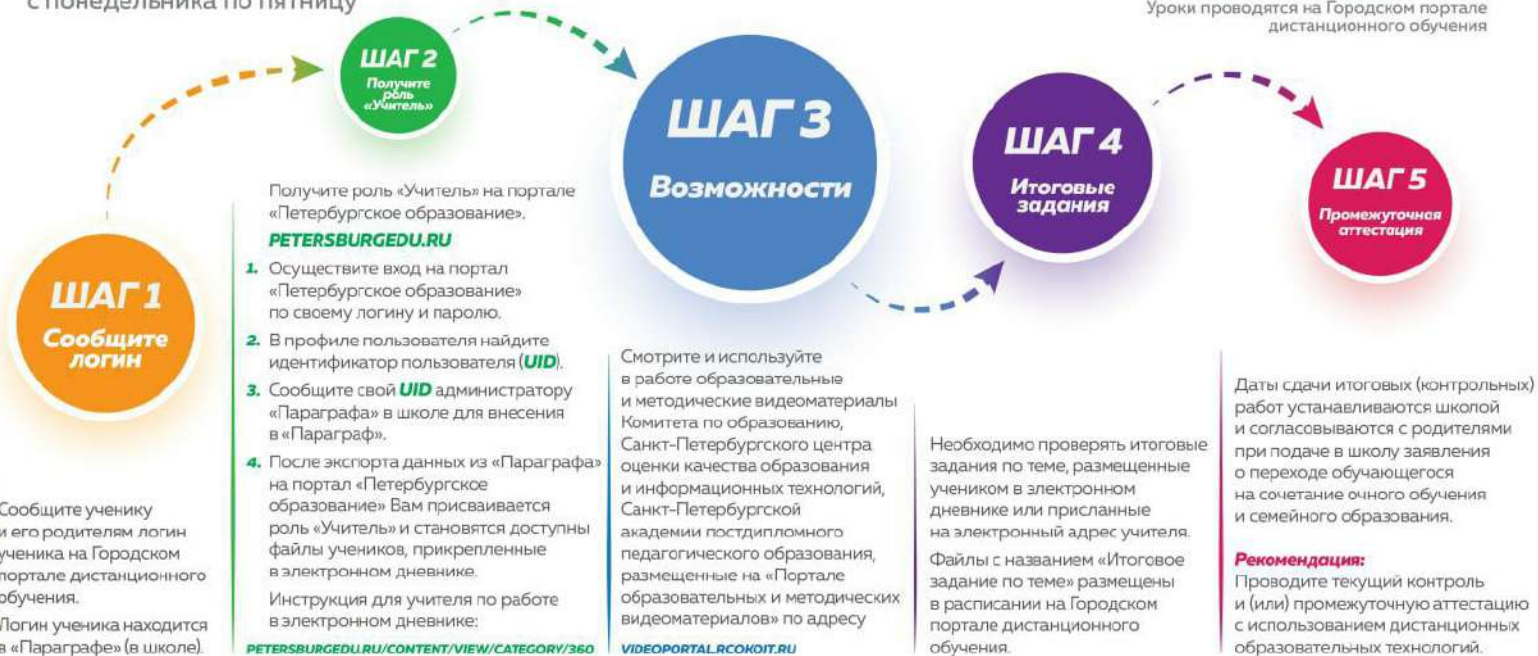 с понедельника по пятницу
Уроки проводятся на Городском портале
дистанционного обучения
ШАГ 1
Сообщите
логин
Сообщите ученику
и его родителям логин
ученика на Городском
портале дистанционного
обучения.
Логин ученика находится
в «Параграфе» (в школе).
ШАГ 2
Получите
роль
«Учитель»
Получите роль «Учитель» на портале
«Петербургское образование».
PETERSBURGEDU.RU
1. Осуществите вход на портал
«Петербургское образование»
по своему логину и паролю.
2. В профиле пользователя найдите
идентификатор пользователя (UID).
3. Сообщите свой UID администратору
«Параграфа» в школе для внесения
в «Параграф».
4. После экспорта данных из «Параграфа»
на портал «Петербургское
образование» Вам присваивается
роль «Учитель» и становятся доступны
файлы учеников, прикрепленные
в электронном дневнике.
Инструкция для учителя по работе
в электронном дневнике:
PETERSBURGEDU.RU/CONTENT/VIEW/CATEGORY/360
ШАГ 3
Возможности
Смотрите и используйте
в работе образовательные
и методические видеоматериалы
Комитета по образованию,
Санкт-Петербургского центра
оценки качества образования
и информационных технологий,
Санкт-Петербургской
академии постдипломного
педагогического образования,
размещенные на «Портале
образовательных и методических
видеоматериалов» по адресу
VIDEOPORTAL.RCOKOIT.RU
ШАГ 4
Итоговые
задания
Необходимо проверять итоговые
задания по теме, размещенные
учеником в электронном
дневнике или присланные
на электронный адрес учителя.
Файлы с названием «Итоговое
задание по теме» размещены
в расписании на Городском
портале дистанционного
обучения.
ШАГ 5
Промежуточная
аттестация
Даты сдачи итоговых (контрольных)
работ устанавливаются школой
и согласовываются с родителями
при подаче в школу заявления
о переходе обучающегося
на сочетание очного обучения
и семейного образования.
Рекомендация:
Проводите текущий контроль
и (или) промежуточную аттестацию
с использованием дистанционных
образовательных технологий.